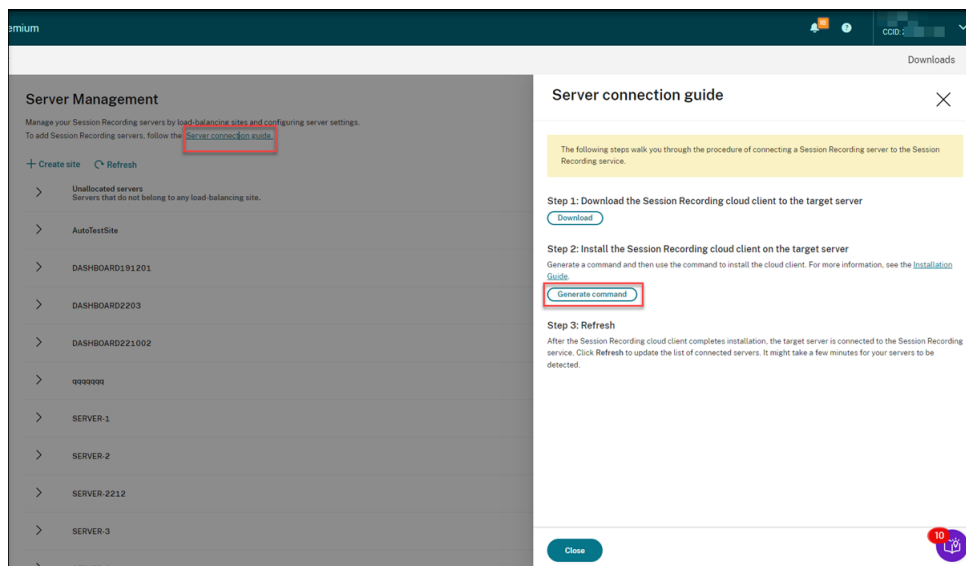 emium
10
?
CCID:
Downloads
Server Management
Manage your Session Recording servers by load-balancing sites and configuring server settings.
To add Session Recording servers, follow the Server connection guide.
+ Create site Refresh
Unallocated servers
Servers that do not belong to any load-balancing site.
AutoTestSite
DASHBOARD191201
DASHBOARD2203
DASHBOARD221002
qqqqqqq
SERVER-1
SERVER-2
SERVER-2212
SERVER-3
Server connection guide
The following steps walk you through the procedure of connecting a Session Recording server to the Session
Recording service.
Step 1: Download the Session Recording cloud client to the target server
Download
Step 2: Install the Session Recording cloud client on the target server
Generate a command and then use the command to install the cloud client. For more information, see the Installation
Guide.
Generate command
Step 3: Refresh
After the Session Recording cloud client completes installation, the target server is connected to the Session Recording
service. Click Refresh to update the list of connected servers. It might take a few minutes for your servers to be
detected.
Close
10